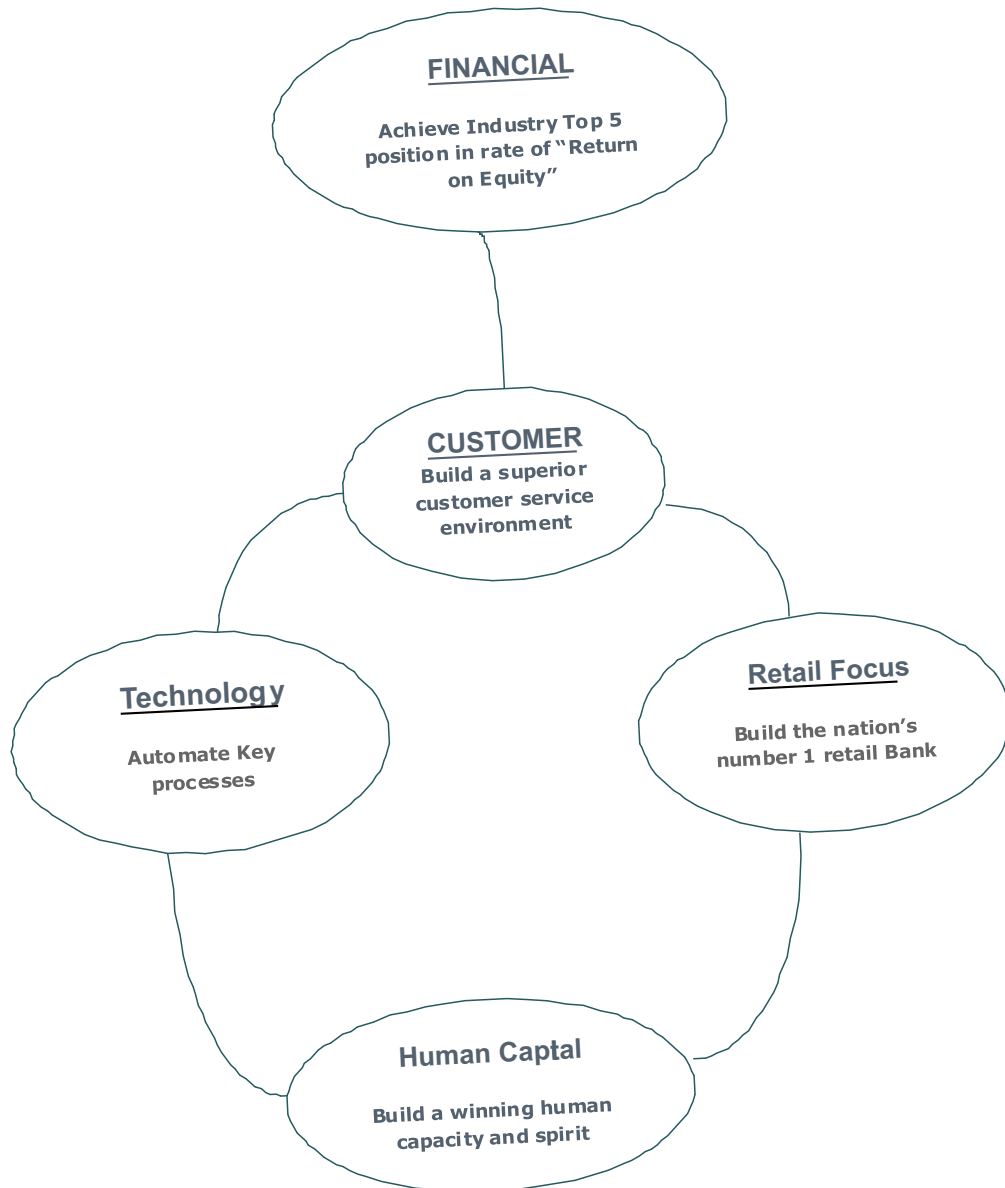 FINANCIAL
Achieve Industry Top 5
position in rate of “Return
on Equity”
CUSTOMER
Build a superior
customer service
environment
Technology
Automate Key
processes
Retail Focus
Build the nation’s
number 1 retail Bank
Human Captal
Build a winning human
capacity and spirit